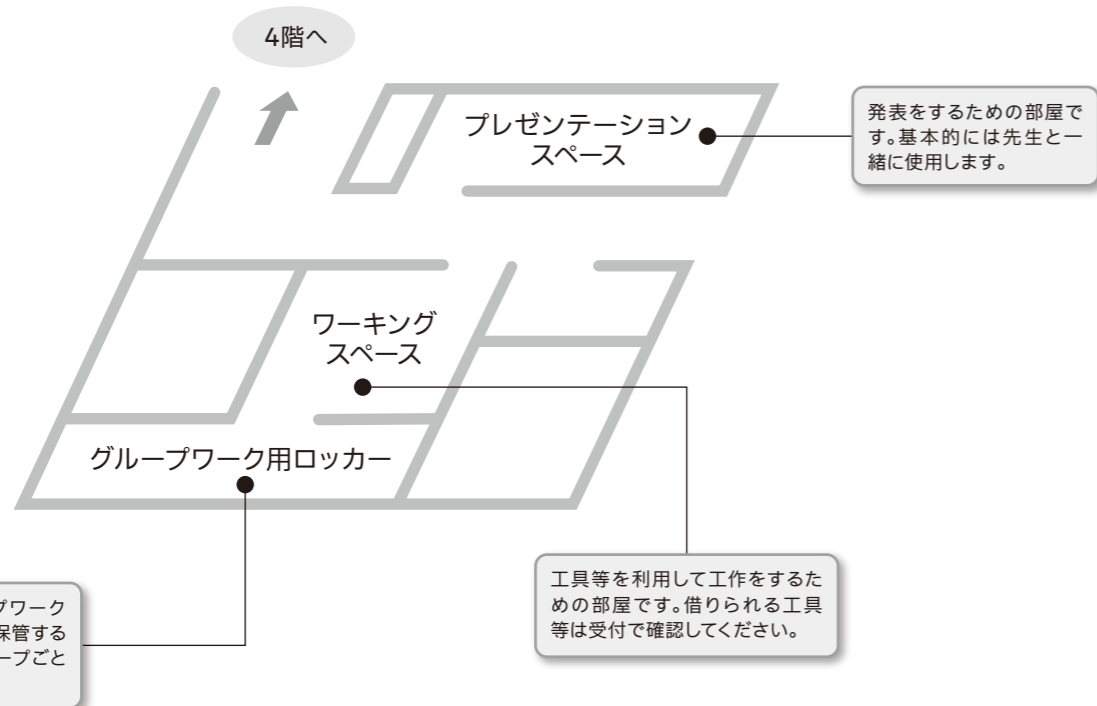 4階へ
プレゼンテーション
スペース
発表をするための部屋で
す。基本的には先生と一
緒に使用します。
ワーキング
スペース
グループワーク用ロッカー
工具等を利用して工作をするた
めの部屋です。借りられる工具
等は受付で確認してください。
プワーク
保管する
ープごと